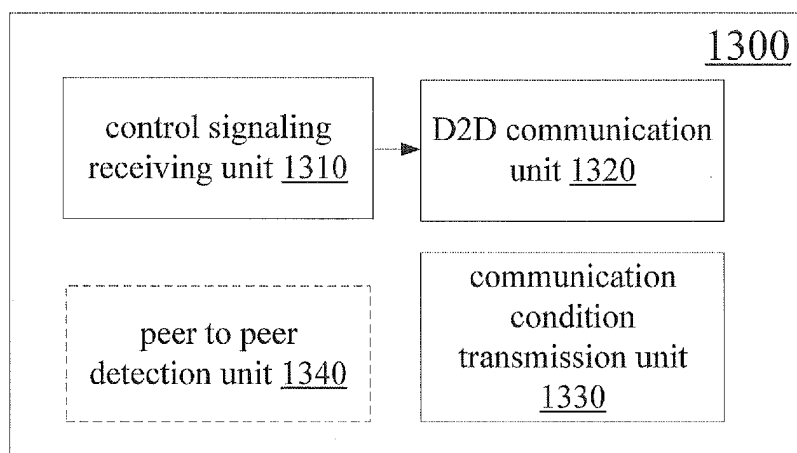 1300
control signaling
receiving unit 1310
D2D communication
unit 1320
peer to peer
detection unit 1340
communication
condition
transmission unit
1330